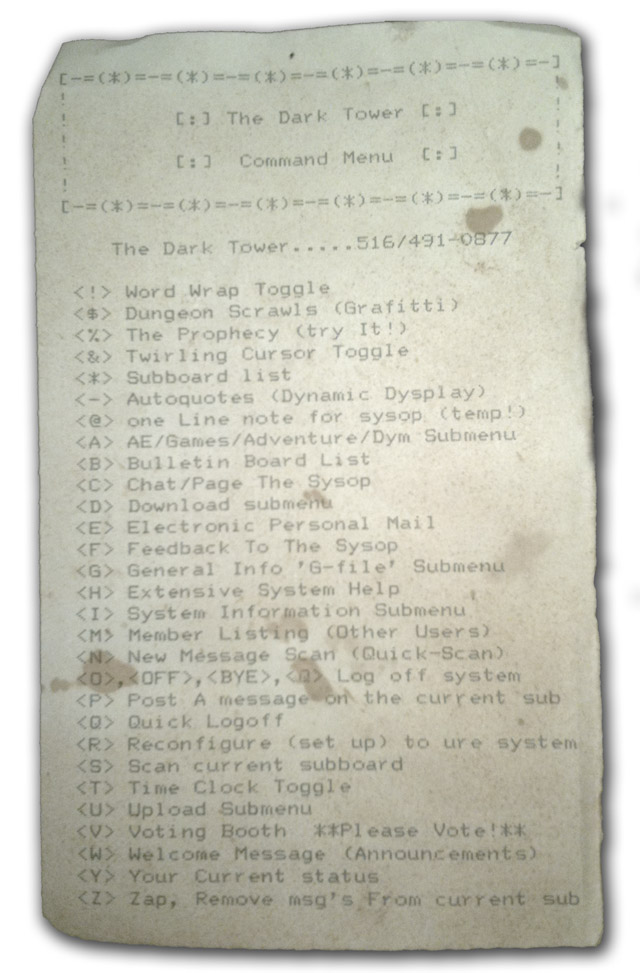 [-=(*)=-=(*)=-=(*)=-=(*)=-=(*)=-=(*)=-=(*)=-]
[:] The Dark Tower [:]
[:] Command Menu [:]
[-=(*)=-=(*)=-=(*)=-=(*)=-=(*)=-=(*)=-=(*)=-]
The Dark Tower.....516/491-0877
<!> Word Wrap Toggle
<$> Dungeon Scrawls (Grafitti)
<%> The Prophecy (try It!)
<&> Twirling Cursor Toggle
<*> Subboard list
<-> Autoquotes (Dynamic Dysplay)
<@> one Line note for sysop (temp!)
<A> AE/Games/Adventure/Dym Submenu
<B> Bulletin Board List
<C> Chat/Page The Sysop
<D> Download submenu
<E> Electronic Personal Mail
<F> Feedback To The Sysop
<G> General Info 'G-file' Submenu
<H> Extensive System Help
<I> System Information Submenu
<M> Member Listing (Other Users)
<N> New Message Scan (Quick-Scan)
<O>,<OFF>,<BYE>, Log off system
<P> Post A message on the current sub
<Q> Quick Logoff
<R> Reconfigure (set up) to ure system
<S> Scan current subboard
<T> Time Clock Toggle
<U> Upload Submenu
<V> Voting Booth **Please Vote!**
<W> Welcome Message (Announcements)
<Y> Your Current status
<Z> Zap, Remove msg's From current sub